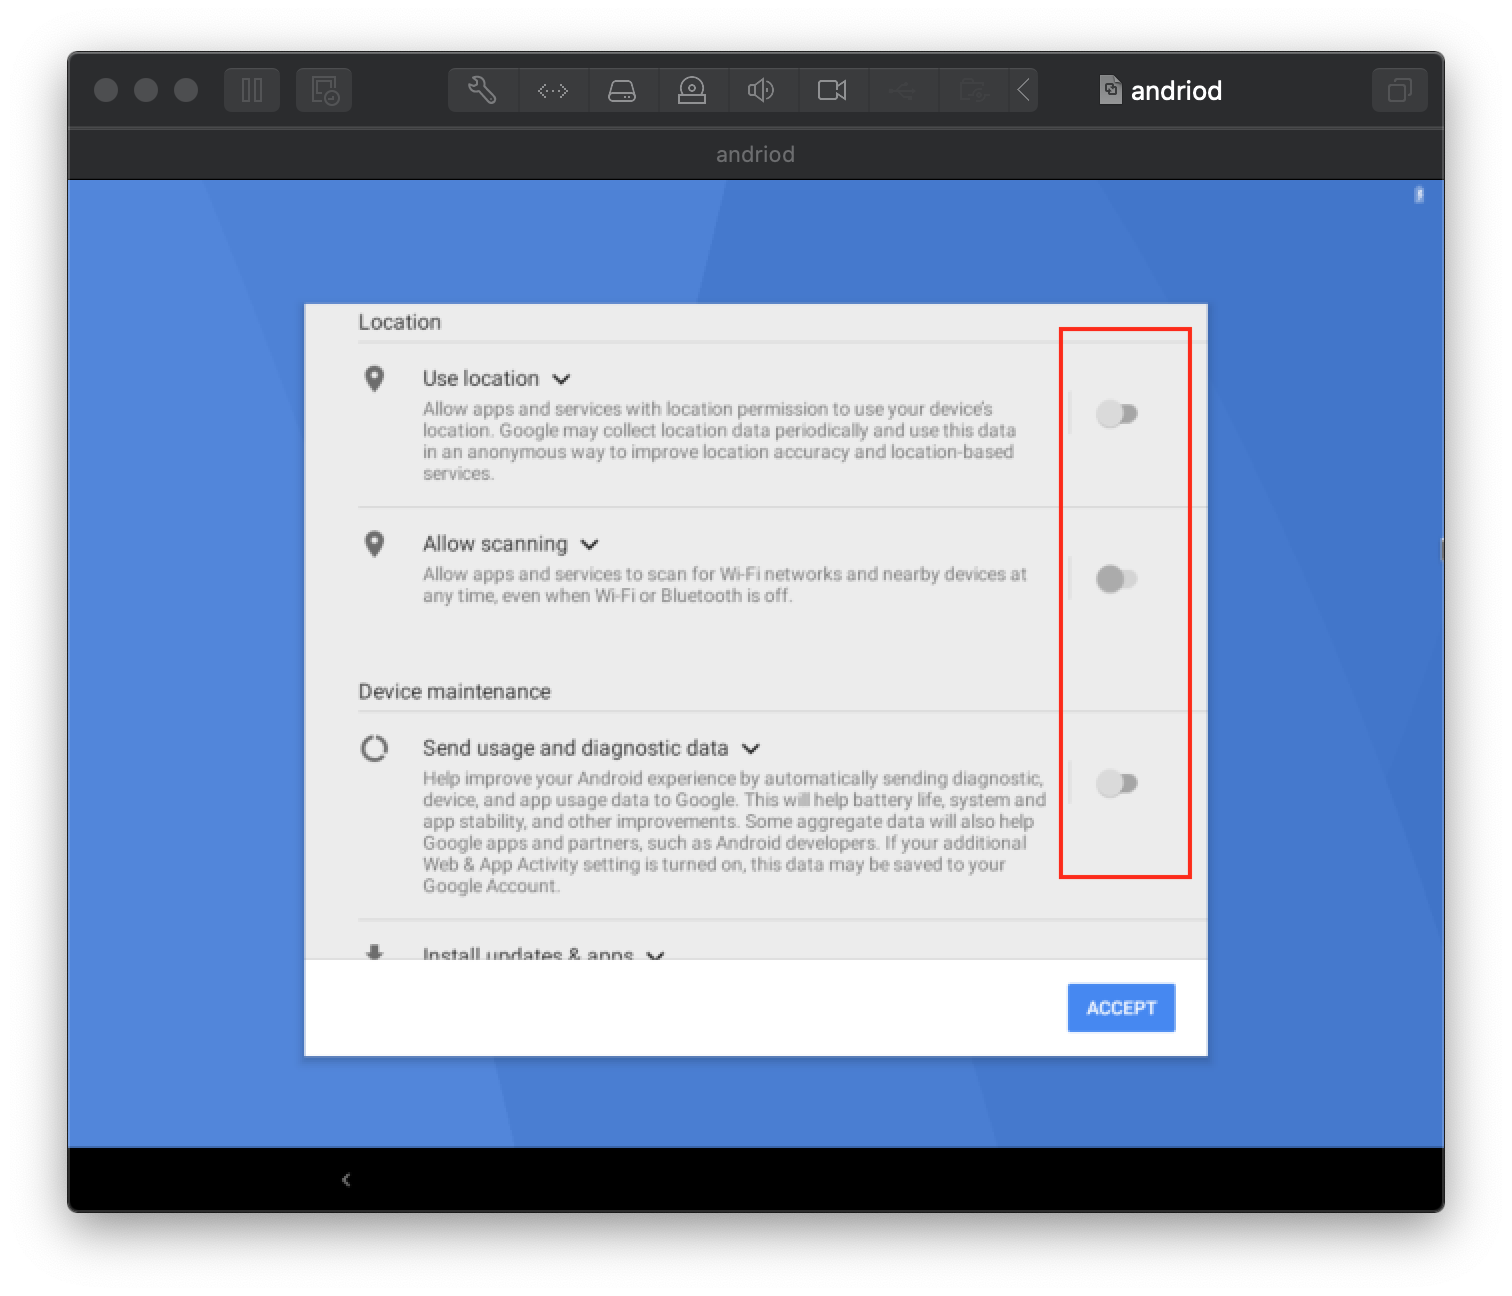 andriod
andriod
Location
Use location
Allow apps and services with location permission to use your device's
location. Google may collect location data periodically and use this data
in an anonymous way to improve location accuracy and location-based
services.
Allow scanning
Allow apps and services to scan for Wi-Fi networks and nearby devices at
any time, even when Wi-Fi or Bluetooth is off.
Device maintenance
Send usage and diagnostic data
Help improve your Android experience by automatically sending diagnostic,
device, and app usage data to Google. This will help battery life, system and
app stability, and other improvements. Some aggregate data will also help
Google apps and partners, such as Android developers. If your additional
Web & App Activity setting is turned on, this data may be saved to your
Google Account.
Install updates & apps
ACCEPT